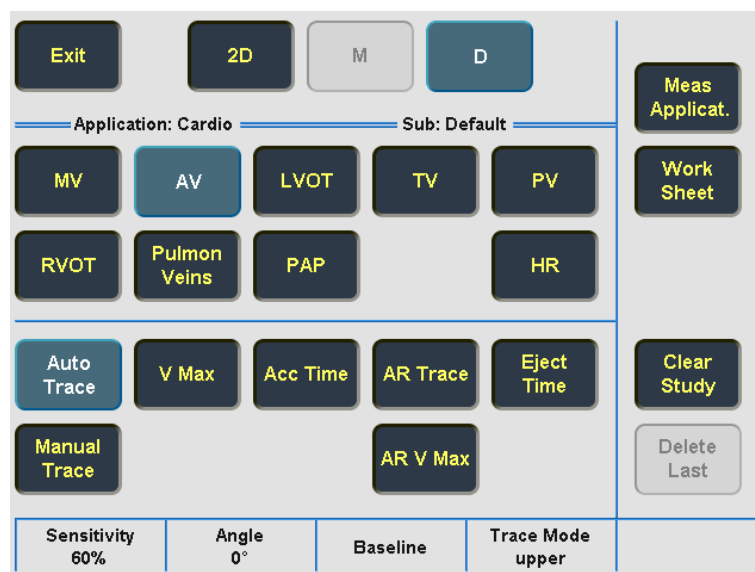 Exit
2D
M
D
Meas
Applicat.
Application: Cardio
Sub: Default
MV
AV
LVOT
TV
PV
Work
Sheet
RVOT
Pulmon
Veins
PAP
HR
Auto
Trace
V Max
Acc Time
AR Trace
Eject
Time
Clear
Study
Manual
Trace
AR V Max
Delete
Last
Sensitivity
60%
Angle
0°
Baseline
Trace Mode
upper